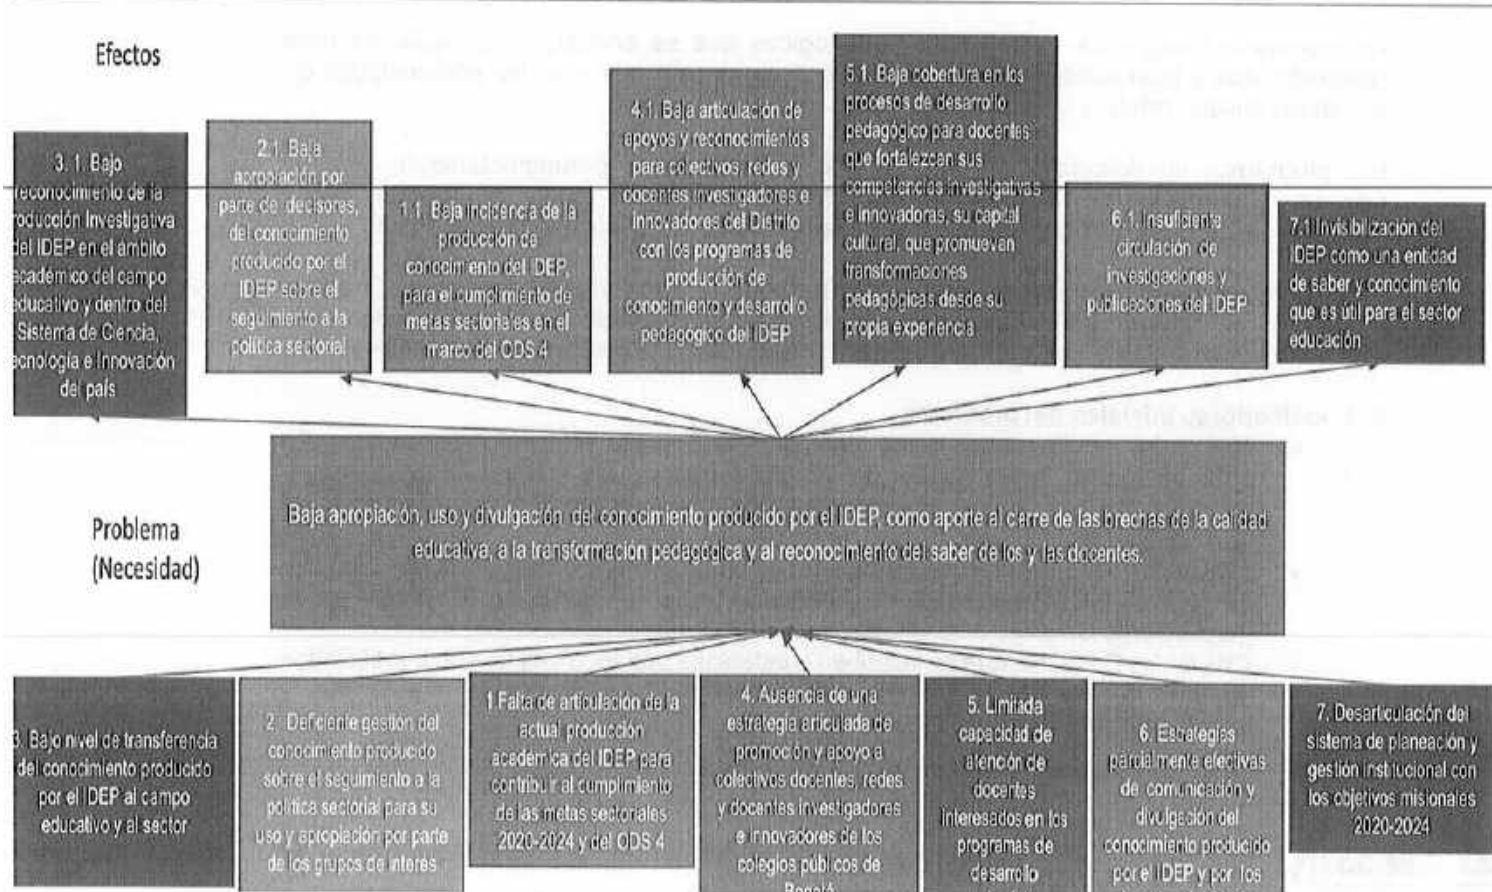 Efectos
3. 1. Bajo
reconocimiento de la
producción Investigativa
del IDEP en el ámbito
académico del campo
educativo y dentro del
Sistema de Ciencia,
Tecnología e Innovación
del país
2.1. Baja
apropiación por
parte de decisores,
del conocimiento
producido por el
IDEP sobre el
seguimiento a la
política sectorial
1.1. Baja incidencia de la
producción de
conocimiento del IDEP,
para el cumplimiento de
metas sectoriales en el
marco del ODS 4
4.1. Baja articulación de
apoyos y reconocimientos
para colectivos, redes y
docentes investigadores e
innovadores del Distrito
con los programas de
producción de
conocimiento y desarrollo
pedagógico del IDEP
5.1. Baja cobertura en los
procesos de desarrollo
pedagógico para docentes
que fortalezcan sus
competencias investigativas
e innovadoras, su capital
cultural, que promuevan
transformaciones
pedagógicas desde su
propia experiencia
6.1. Insuficiente
circulación de
investigaciones y
publicaciones del IDEP
7.1 Invisibilización del
IDEP como una entidad
de saber y conocimiento
que es útil para el sector
educación
Problema
(Necesidad)
Baja apropiación, uso y divulgación del conocimiento producido por el IDEP, como aporte al cierre de las brechas de la calidad
educativa, a la transformación pedagógica y al reconocimiento del saber de los y las docentes.
3. Bajo nivel de transferencia
del conocimiento producido
por el IDEP al campo
educativo y al sector
2. Deficiente gestión del
conocimiento producido
sobre el seguimiento a la
política sectorial para su
uso y apropiación por parte
de los grupos de interés
1 Falta de articulación de la
actual producción
académica del IDEP para
contribuir al cumplimiento
de las metas sectoriales
2020-2024 y del ODS 4
4. Ausencia de una
estrategia articulada de
promoción y apoyo a
colectivos docentes, redes
y docentes investigadores
e innovadores de los
colegios públicos de
Bogotá
5. Limitada
capacidad de
atención de
docentes
interesados en los
programas de
desarrollo
6. Estrategias
parcialmente efectivas
de comunicación y
divulgación del
conocimiento producido
por el IDEP y por los
7. Desarticulación del
sistema de planeación y
gestión institucional con
los objetivos misionales
2020-2024